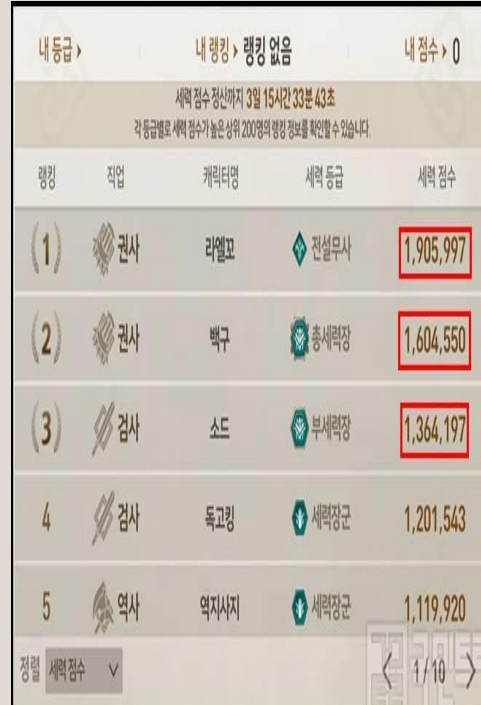 내 등급 ▸ 내 랭킹 ▸ 랭킹 없음 내 점수 ▸ 0
세력 점수 정산까지 3일 15시간 33분 43초
각 등급별로 세력 점수가 높은 상위 200명의 랭킹 정보를 확인할 수 있습니다.
랭킹 직업 캐릭터명 세력 등급 세력 점수
1 권사 라엘꼬 전설무사 1,905,997
2 권사 백구 총세력장 1,604,550
3 검사 소드 부세력장 1,364,197
4 검사 독고킹 세력장군 1,201,543
5 역사 역지사지 세력장군 1,119,920
정렬 세력 점수 1/10